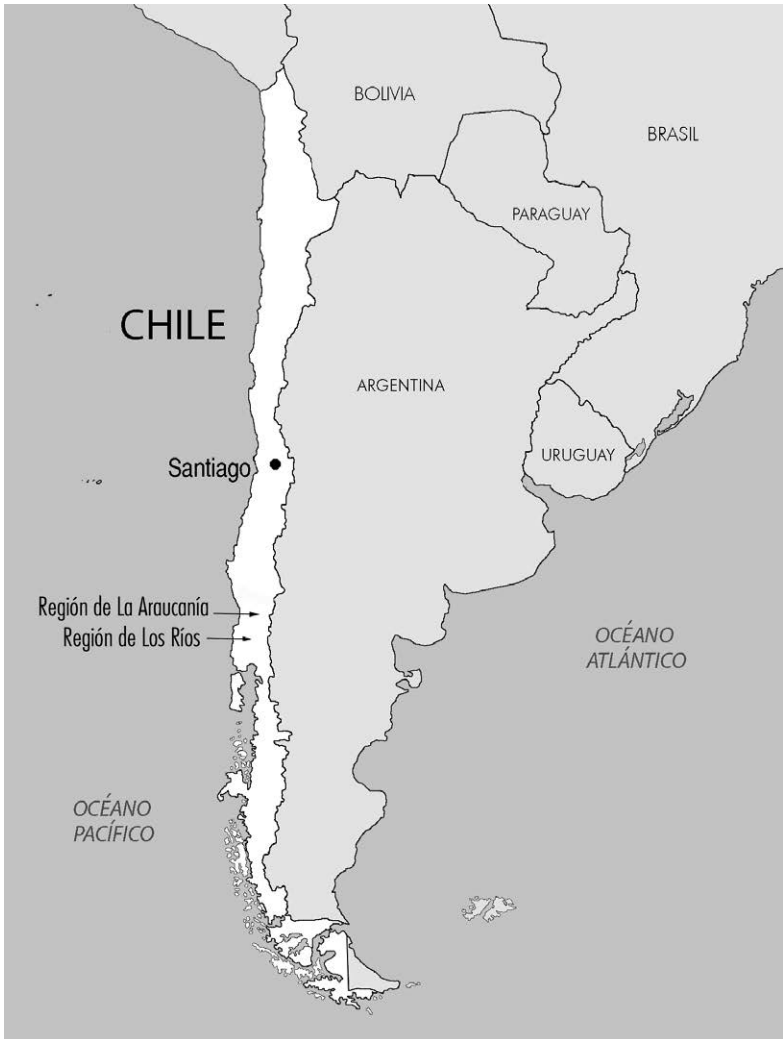 BOLIVIA
BRASIL
PARAGUAY
CHILE
ARGENTINA
URUGUAY
Santiago
Región de La Araucanía
Región de Los Ríos
OCÉANO
ATLÁNTICO
OCÉANO
PACÍFICO